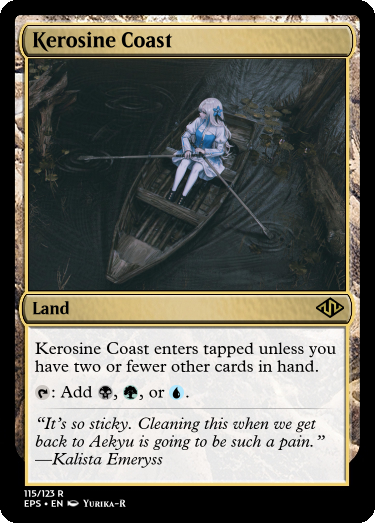 Kerosine Coast
Land
Kerosine Coast enters tapped unless you
have two or fewer other cards in hand.
: Add , , or .
“It’s so sticky. Cleaning this when we get
back to Aekyu is going to be such a pain.”
—Kalista Emeryss
115/123 R
EPS • EN Yurika-R